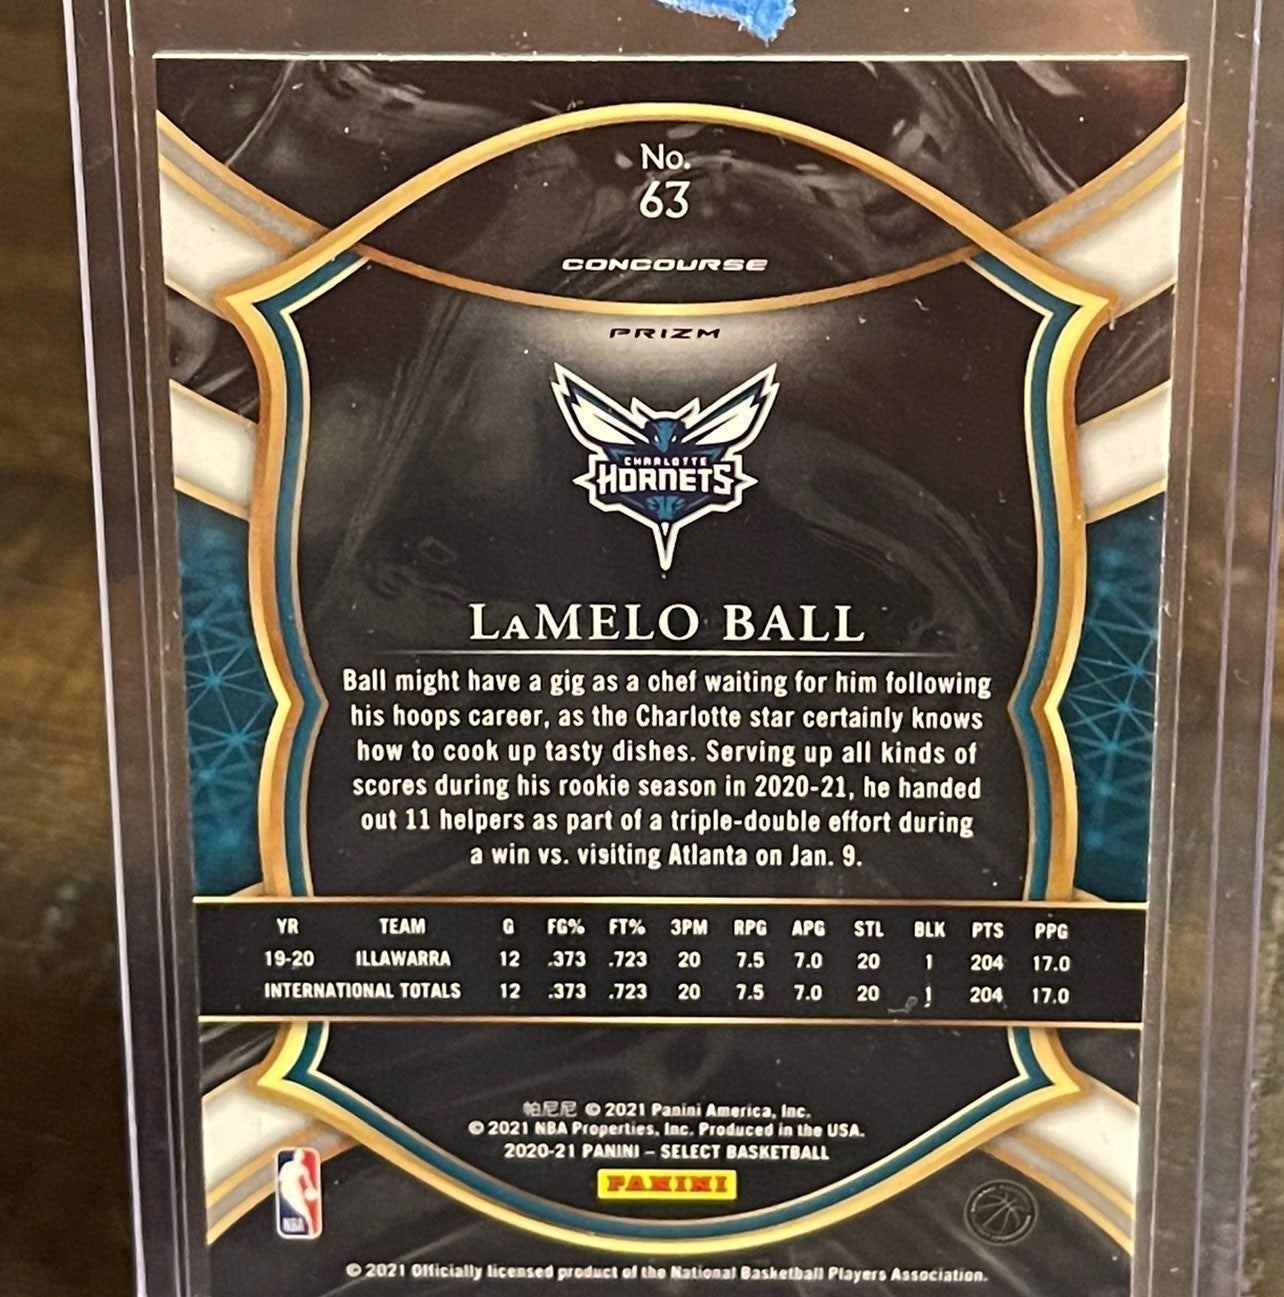 No.
63
CONCOURSE
PRIZM
CHARLOTTE
HORNETS
LaMELO BALL
Ball might have a gig as a chef waiting for him following
his hoops career, as the Charlotte star certainly knows
how to cook up tasty dishes. Serving up all kinds of
scores during his rookie season in 2020-21, he handed
out 11 helpers as part of a triple-double effort during
a win vs. visiting Atlanta on Jan. 9.
YR TEAM G FG% FT% 3PM RPG APG STL BLK PTS PPG
19-20 ILLAWARRA 12 .373 .723 20 7.5 7.0 20 1 204 17.0
INTERNATIONAL TOTALS 12 .373 .723 20 7.5 7.0 20 1 204 17.0
帕尼尼 © 2021 Panini America, Inc.
© 2021 NBA Properties, Inc. Produced in the USA.
2020-21 PANINI – SELECT BASKETBALL
PANINI
NBA
© 2021 Officially licensed product of the National Basketball Players Association.